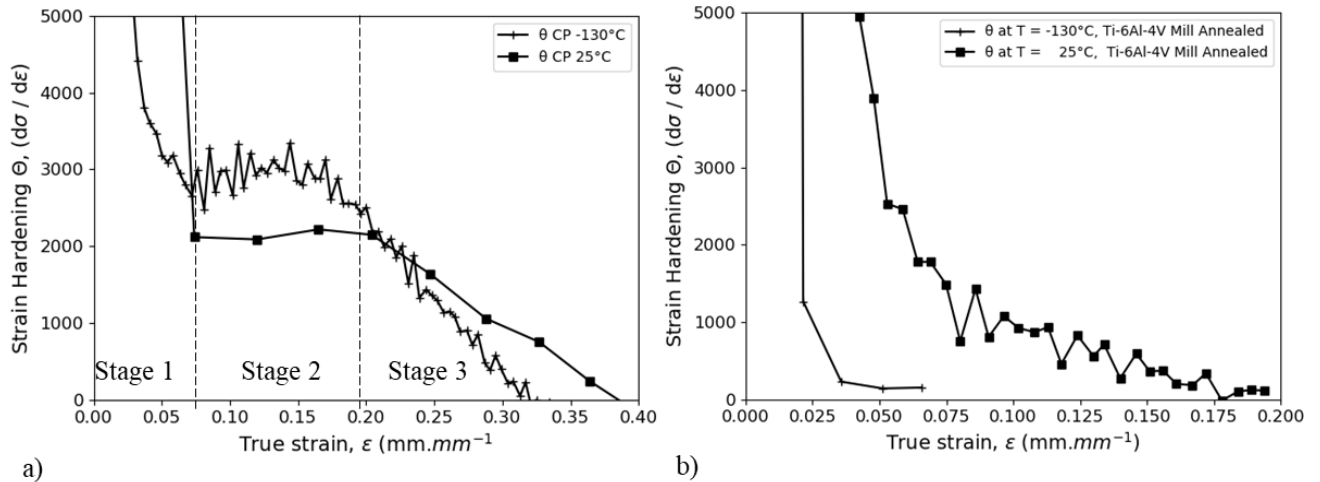 5000
4000
3000
2000
1000
0
Strain Hardening Θ, (dσ / dε)
θ CP -130°C
θ CP 25°C
Stage 1
Stage 2
Stage 3
0.00 0.05 0.10 0.15 0.20 0.25 0.30 0.35 0.40
True strain, ε (mm.mm⁻¹
a)
5000
4000
3000
2000
1000
0
Strain Hardening Θ, (dσ / dε)
θ at T = -130°C, Ti-6Al-4V Mill Annealed
θ at T = 25°C, Ti-6Al-4V Mill Annealed
0.000 0.025 0.050 0.075 0.100 0.125 0.150 0.175 0.200
True strain, ε (mm.mm⁻¹)
b)